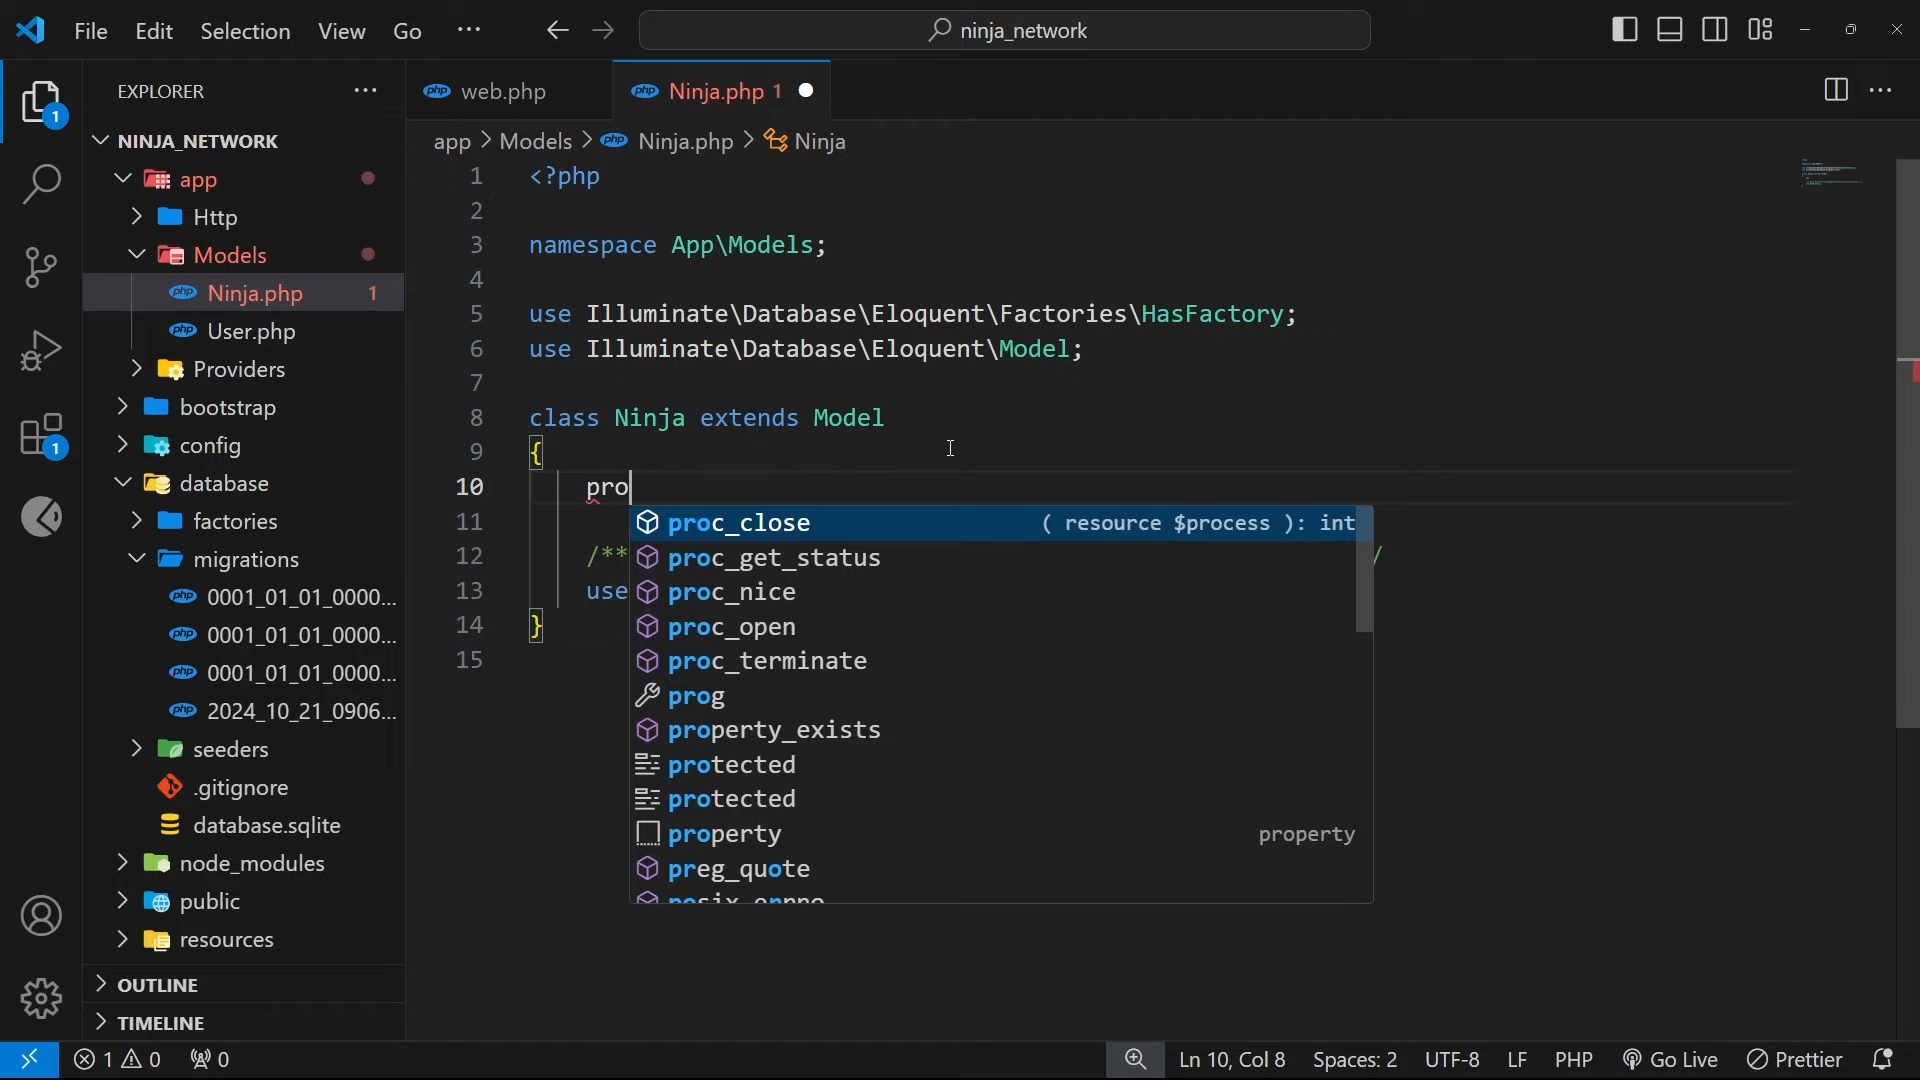 File Edit Selection View Go ··· ninja_network
EXPLORER ···
web.php
Ninja.php 1
NINJA_NETWORK
app
Http
Models
Ninja.php 1
User.php
Providers
bootstrap
config
database
factories
migrations
0001_01_01_0000...
0001_01_01_0000...
0001_01_01_0000...
2024_10_21_0906...
seeders
.gitignore
database.sqlite
node_modules
public
resources
OUTLINE
TIMELINE
app > Models > Ninja.php > Ninja
1 <?php
2
3 namespace App\Models;
4
5 use Illuminate\Database\Eloquent\Factories\HasFactory;
6 use Illuminate\Database\Eloquent\Model;
7
8 class Ninja extends Model
9 {
10 pro
11
12 /** /
13 use
14 }
15
proc_close ( resource $process ): int
proc_get_status
proc_nice
proc_open
proc_terminate
prog
property_exists
protected
protected
property property
preg_quote
1
1
1 0 0 Ln 10, Col 8 Spaces: 2 UTF-8 LF PHP Go Live Prettier